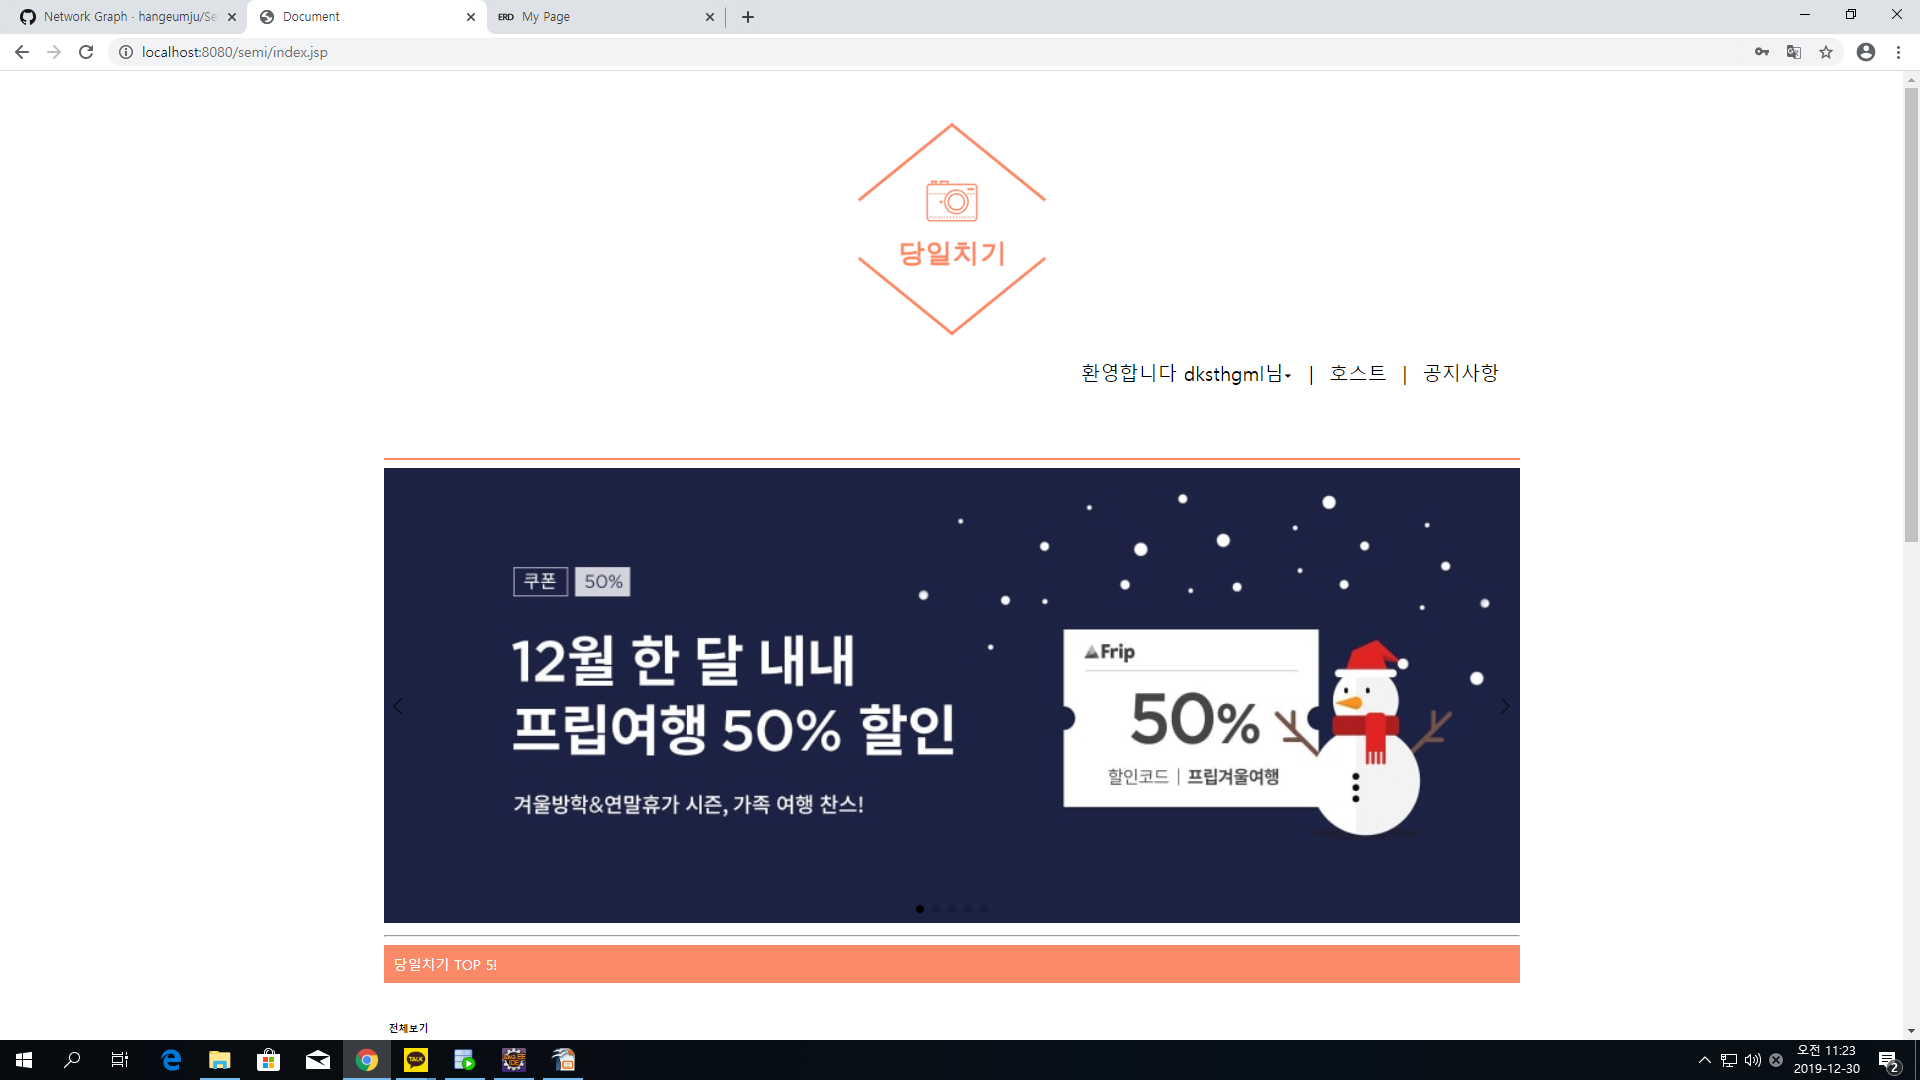 Network Graph · hangeumju/Se
Document
ERD My Page
localhost:8080/semi/index.jsp
당일치기
환영합니다 dksthgml님 | 호스트 | 공지사항
쿠폰 50%
12월 한 달 내내
프립여행 50% 할인
겨울방학&연말휴가 시즌, 가족 여행 찬스!
Frip
50%
할인코드 | 프립겨울여행
당일치기 TOP 5!
전체보기
TALK
오전 11:23
2019-12-30
2